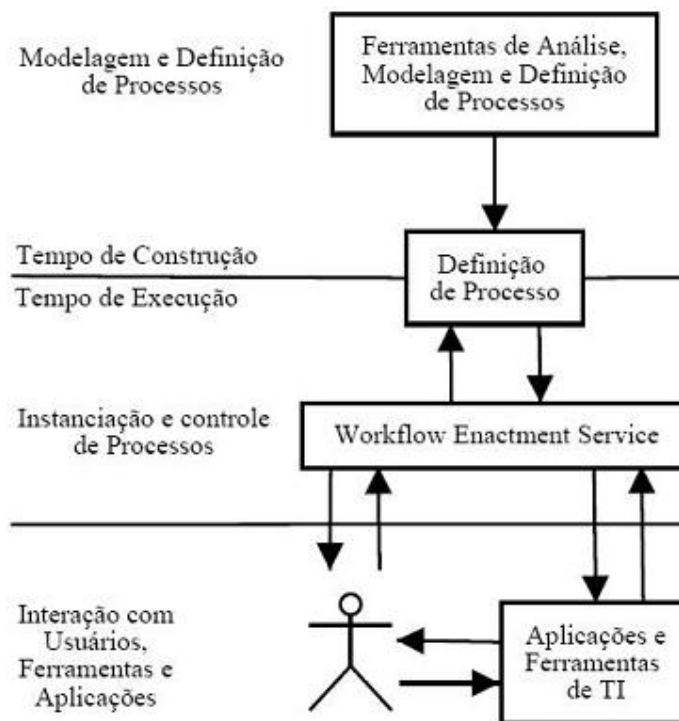 Modelagem e Definição
de Processos
Ferramentas de Análise,
Modelagem e Definição
de Processos
Tempo de Construção
Tempo de Execução
Definição
de Processo
Instanciação e controle
de Processos
Workflow Enactment Service
Interação com
Usuários,
Ferramentas e
Aplicações
Aplicações e
Ferramentas
de TI